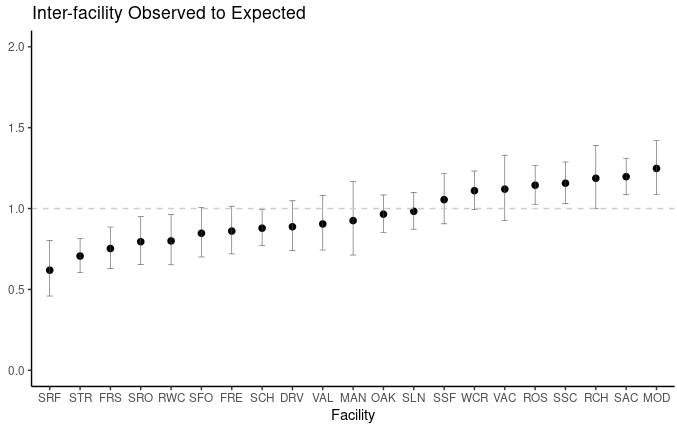 Inter-facility Observed to Expected
2.0
1.5
1.0
0.5
0.0
SRF STR FRS SRO RWC SFO FRE SCH DRV VAL MAN OAK SLN SSF WCR VAC ROS SSC RCH SAC MOD
Facility